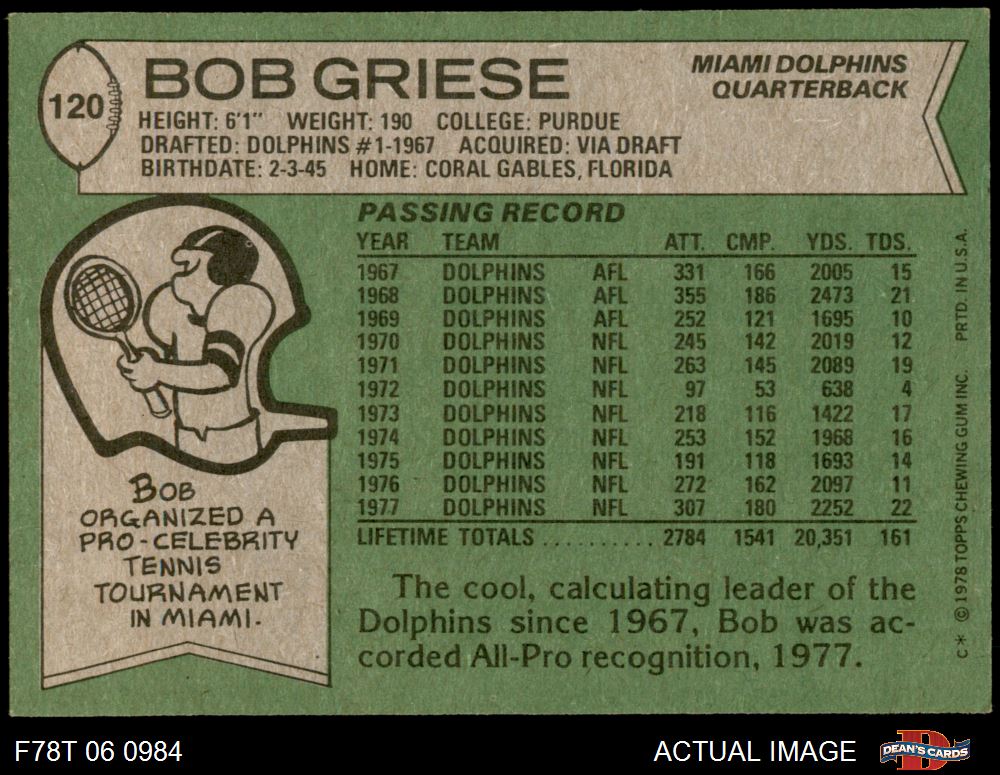 120
BOB GRIESE
MIAMI DOLPHINS
QUARTERBACK
HEIGHT: 6'1" WEIGHT: 190 COLLEGE: PURDUE
DRAFTED: DOLPHINS #1-1967 ACQUIRED: VIA DRAFT
BIRTHDATE: 2-3-45 HOME: CORAL GABLES, FLORIDA
PASSING RECORD
YEAR TEAM ATT. CMP. YDS. TDS.
1967 DOLPHINS AFL 331 166 2005 15
1968 DOLPHINS AFL 355 186 2473 21
1969 DOLPHINS AFL 252 121 1695 10
1970 DOLPHINS NFL 245 142 2019 12
1971 DOLPHINS NFL 263 145 2089 19
1972 DOLPHINS NFL 97 53 638 4
1973 DOLPHINS NFL 218 116 1422 17
1974 DOLPHINS NFL 253 152 1968 16
1975 DOLPHINS NFL 191 118 1693 14
1976 DOLPHINS NFL 272 162 2097 11
1977 DOLPHINS NFL 307 180 2252 22
LIFETIME TOTALS .......... 2784 1541 20,351 161
BOB
ORGANIZED A
PRO-CELEBRITY
TENNIS
TOURNAMENT
IN MIAMI.
The cool, calculating leader of the
Dolphins since 1967, Bob was ac-
corded All-Pro recognition, 1977.
C* © 1978 TOPPS CHEWING GUM INC. PRTD. IN U.S.A.
F78T 06 0984
ACTUAL IMAGE
D
DEAN'S CARDS